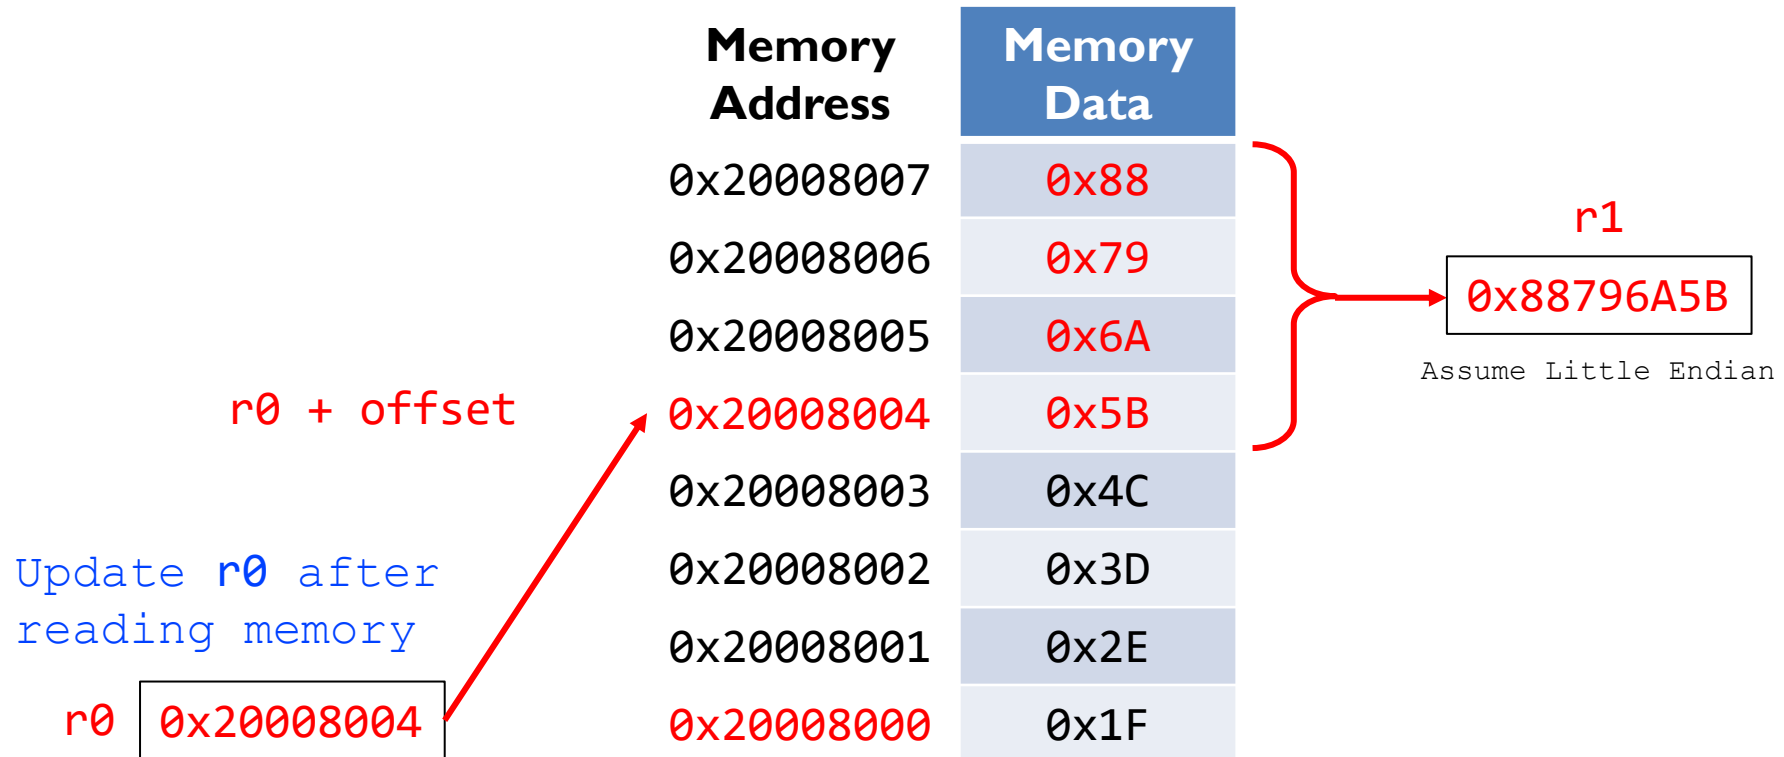 Memory Address
Memory Data
0x20008007 0x88
r1
0x20008006 0x79
0x88796A5B
0x20008005 0x6A
Assume Little Endian
r0 + offset 0x20008004 0x5B
0x20008003 0x4C
Update r0 after
reading memory
0x20008002 0x3D
0x20008001 0x2E
r0 0x20008004 0x20008000 0x1F